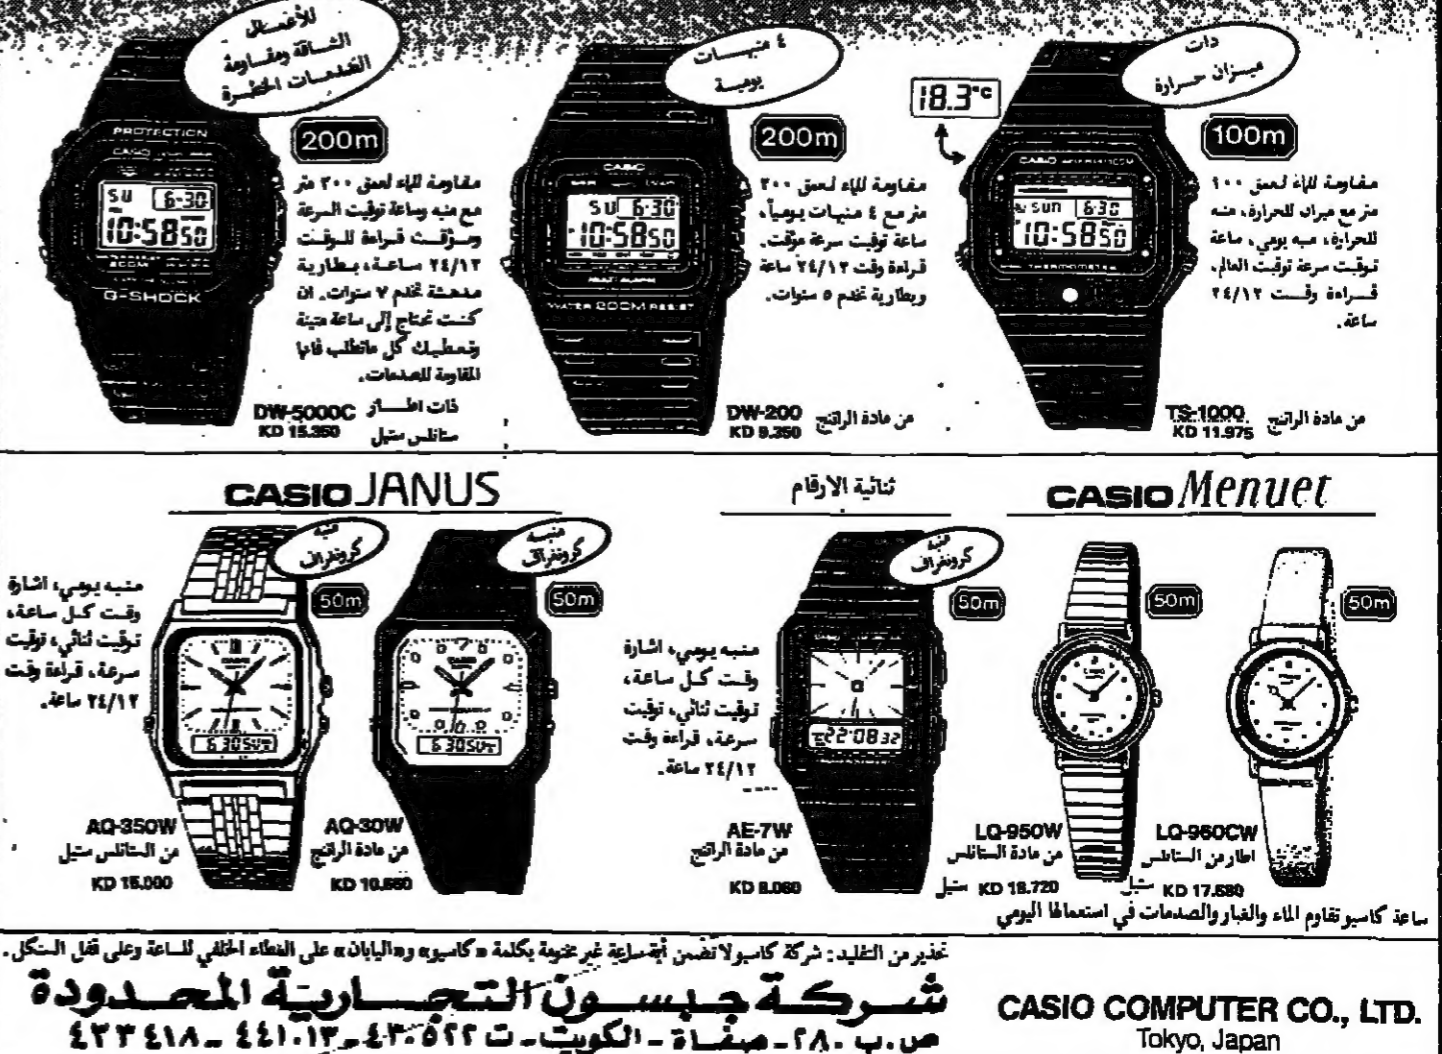 للأعمال
الشاقة ومقاومة
الصدمات الخطرة
٤ منبهات
يومية
ذات
ميزان حرارة
18.3°C
200m
200m
100m
PROTECTION
CASIO
SU 6-30
10:58 50
200M
G-SHOCK
مقاومة للماء لعمق ٢٠٠ متر
مع منبه وساعة توقيت السرعة
ومؤقت قراءة للوقت
٢٤/١٢ ساعة، بطارية
مدهشة تخدم ٧ سنوات. ان
كنت تحتاج إلى ساعة متينة
وتعطيك كل ماتطلب فانها
المقاومة للصدمات.
ذات اطار
ستانلس ستيل
DW-5000C
KD 15.350
CASIO
SU 6-30
10:58 50
WATER 200M RESIST
مقاومة للماء لعمق ٢٠٠
متر مع ٤ منبهات يومياً،
ساعة توقيت سرعة مؤقت.
قراءة وقت ٢٤/١٢ ساعة
وبطارية تخدم ٥ سنوات.
من مادة الراتنج
DW-200
KD 9.350
CASIO
SUN 6-30
10:58 50
THERMOMETER
مقاومة للماء لعمق ١٠٠
متر مع ميزان للحرارة، منبه
للحرارة، منبه يومي، ساعة
توقيت سرعة توقيت العالم،
قراءة وقت ٢٤/١٢
ساعة.
من مادة الراتنج
TS-1000
KD 11.975
CASIO JANUS
ثنائية الارقام
CASIO Menuet
منبه
كرونغراف
منبه
كرونغراف
منبه
كرونغراف
50m
50m
50m
50m
50m
منبه يومي، اشارة
وقت كل ساعة،
توقيت ثنائي، توقيت
سرعة، قراءة وقت
٢٤/١٢ ساعة.
6 30 SU
6 30 SU
منبه يومي، اشارة
وقت كل ساعة،
توقيت ثنائي، توقيت
سرعة، قراءة وقت
٢٤/١٢ ساعة.
22:08 32
AQ-350W
من الستانلس ستيل
KD 15.000
AQ-30W
من مادة الراتنج
AE-7W
من مادة الراتنج
LQ-950W
من مادة الستانلس
ستيل KD 18.720
LQ-960CW
اطار من الستانلس
ستيل
ساعة كاسيو تقاوم الماء والغبار والصدمات في استعمالها اليومي
تحذير من التقليد: شركة كاسيو لا تضمن أية ساعة غير مختومة بكلمة «كاسيو» و«اليابان» على الغطاء الخلفي للساعة وعلى قفل الستكل.
شركة جبسون التجارية المحدودة
ص.ب ٢٨٠ - صفاة - الكويت - ت ٤٣٠٥٢٢ - ٤٤١٠١٣ - ٤٣٣٤١٨
CASIO COMPUTER CO., LTD.
Tokyo, Japan